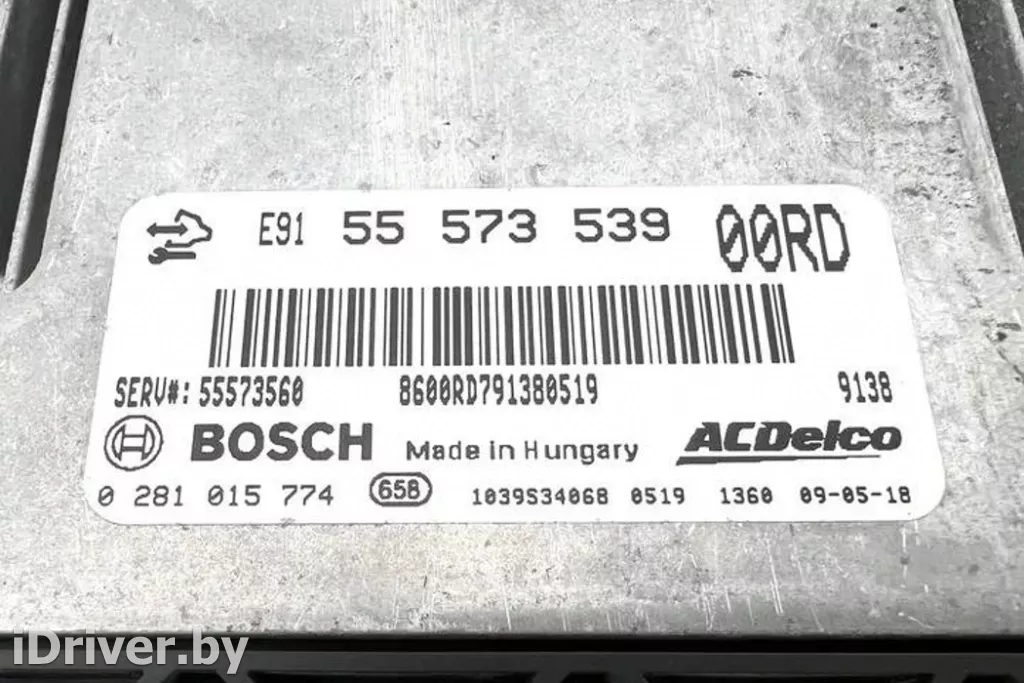 E91 55 573 539 00RD
SERV#: 55573560 8600RD791380519 9138
BOSCH Made in Hungary ACDelco
0 281 015 774 658 1039S34068 0519 1360 09-05-18
iDriver.by